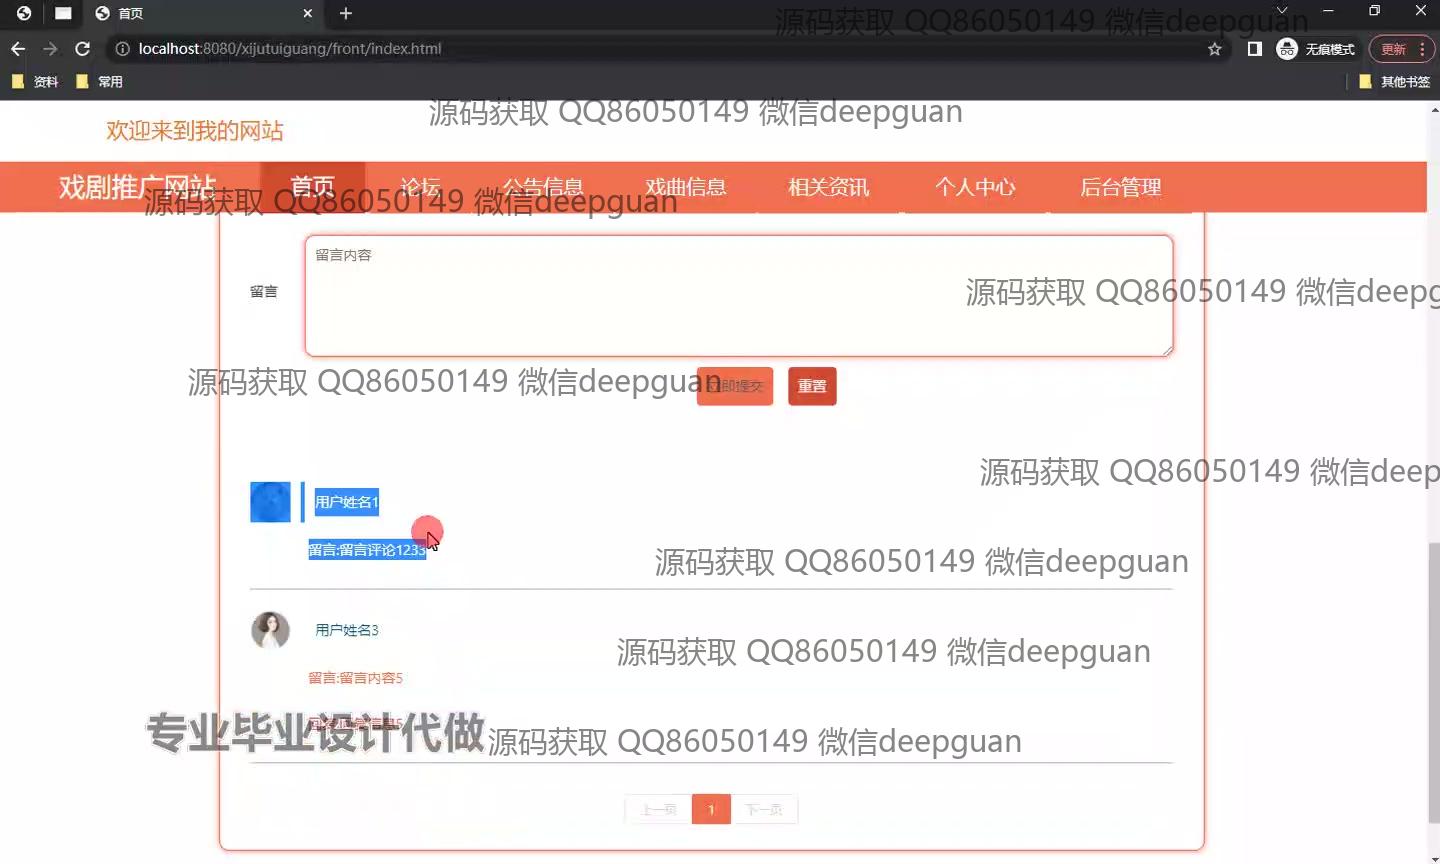 首页
源码获取 QQ86050149 微信deepguan
localhost:8080/xijutuiguang/front/index.html
无痕模式
更新
资料
常用
其他书签
欢迎来到我的网站
源码获取 QQ86050149 微信deepguan
戏剧推广网站
首页
论坛
公告信息
戏曲信息
相关资讯
个人中心
后台管理
源码获取 QQ86050149 微信deepguan
留言内容
留言
源码获取 QQ86050149 微信deepg
源码获取 QQ86050149 微信deepguan
立即提交
重置
源码获取 QQ86050149 微信deep
用户姓名1
留言:留言评论1233
源码获取 QQ86050149 微信deepguan
用户姓名3
源码获取 QQ86050149 微信deepguan
留言:留言内容5
回复:回复信息5
专业毕业设计代做
源码获取 QQ86050149 微信deepguan
上一页
1
下一页